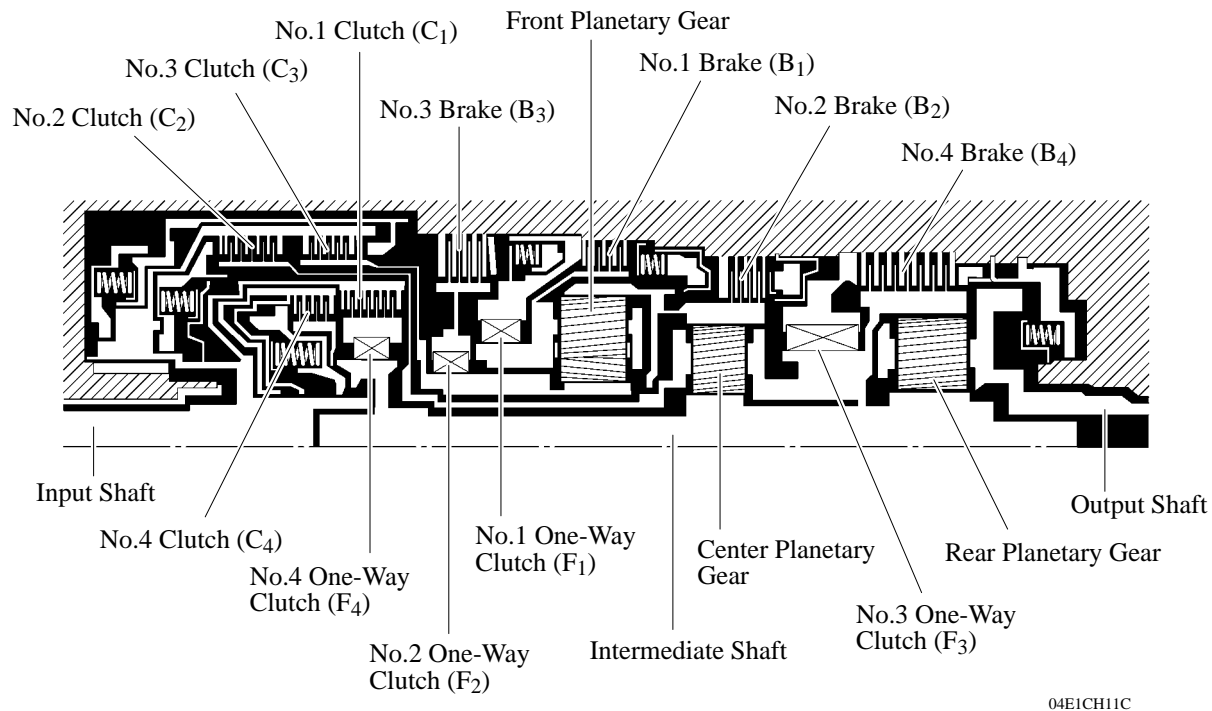 Front Planetary Gear
No.1 Clutch (C1)
No.3 Clutch (C3)
No.1 Brake (B1)
No.2 Clutch (C2)
No.3 Brake (B3)
No.2 Brake (B2)
No.4 Brake (B4)
Input Shaft
Output Shaft
No.4 Clutch (C4)
No.1 One-Way
Clutch (F1)
Center Planetary
Gear
Rear Planetary Gear
No.4 One-Way
Clutch (F4)
No.3 One-Way
Clutch (F3)
No.2 One-Way
Clutch (F2)
Intermediate Shaft
04E1CH11C